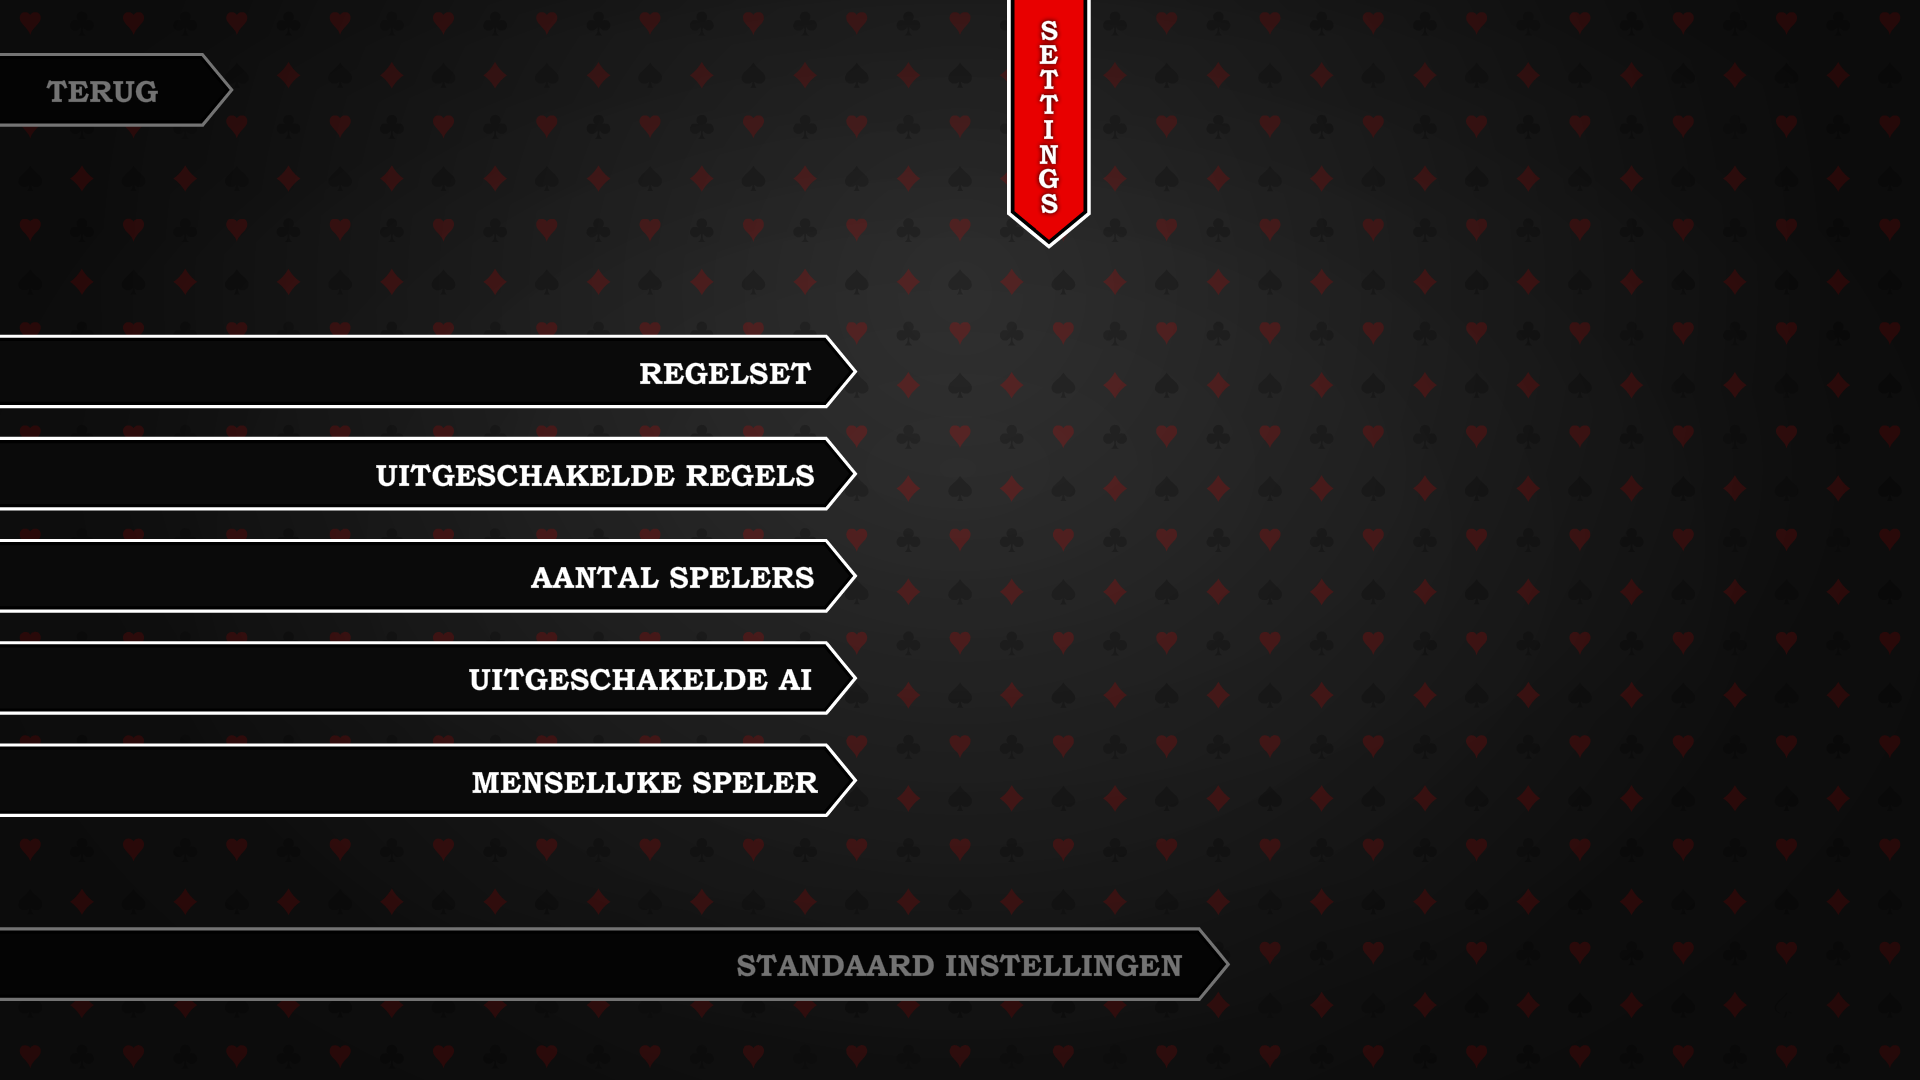 TERUG
SETTINGS
REGELSET
UITGESCHAKELDE REGELS
AANTAL SPELERS
UITGESCHAKELDE AI
MENSELIJKE SPELER
STANDAARD INSTELLINGEN